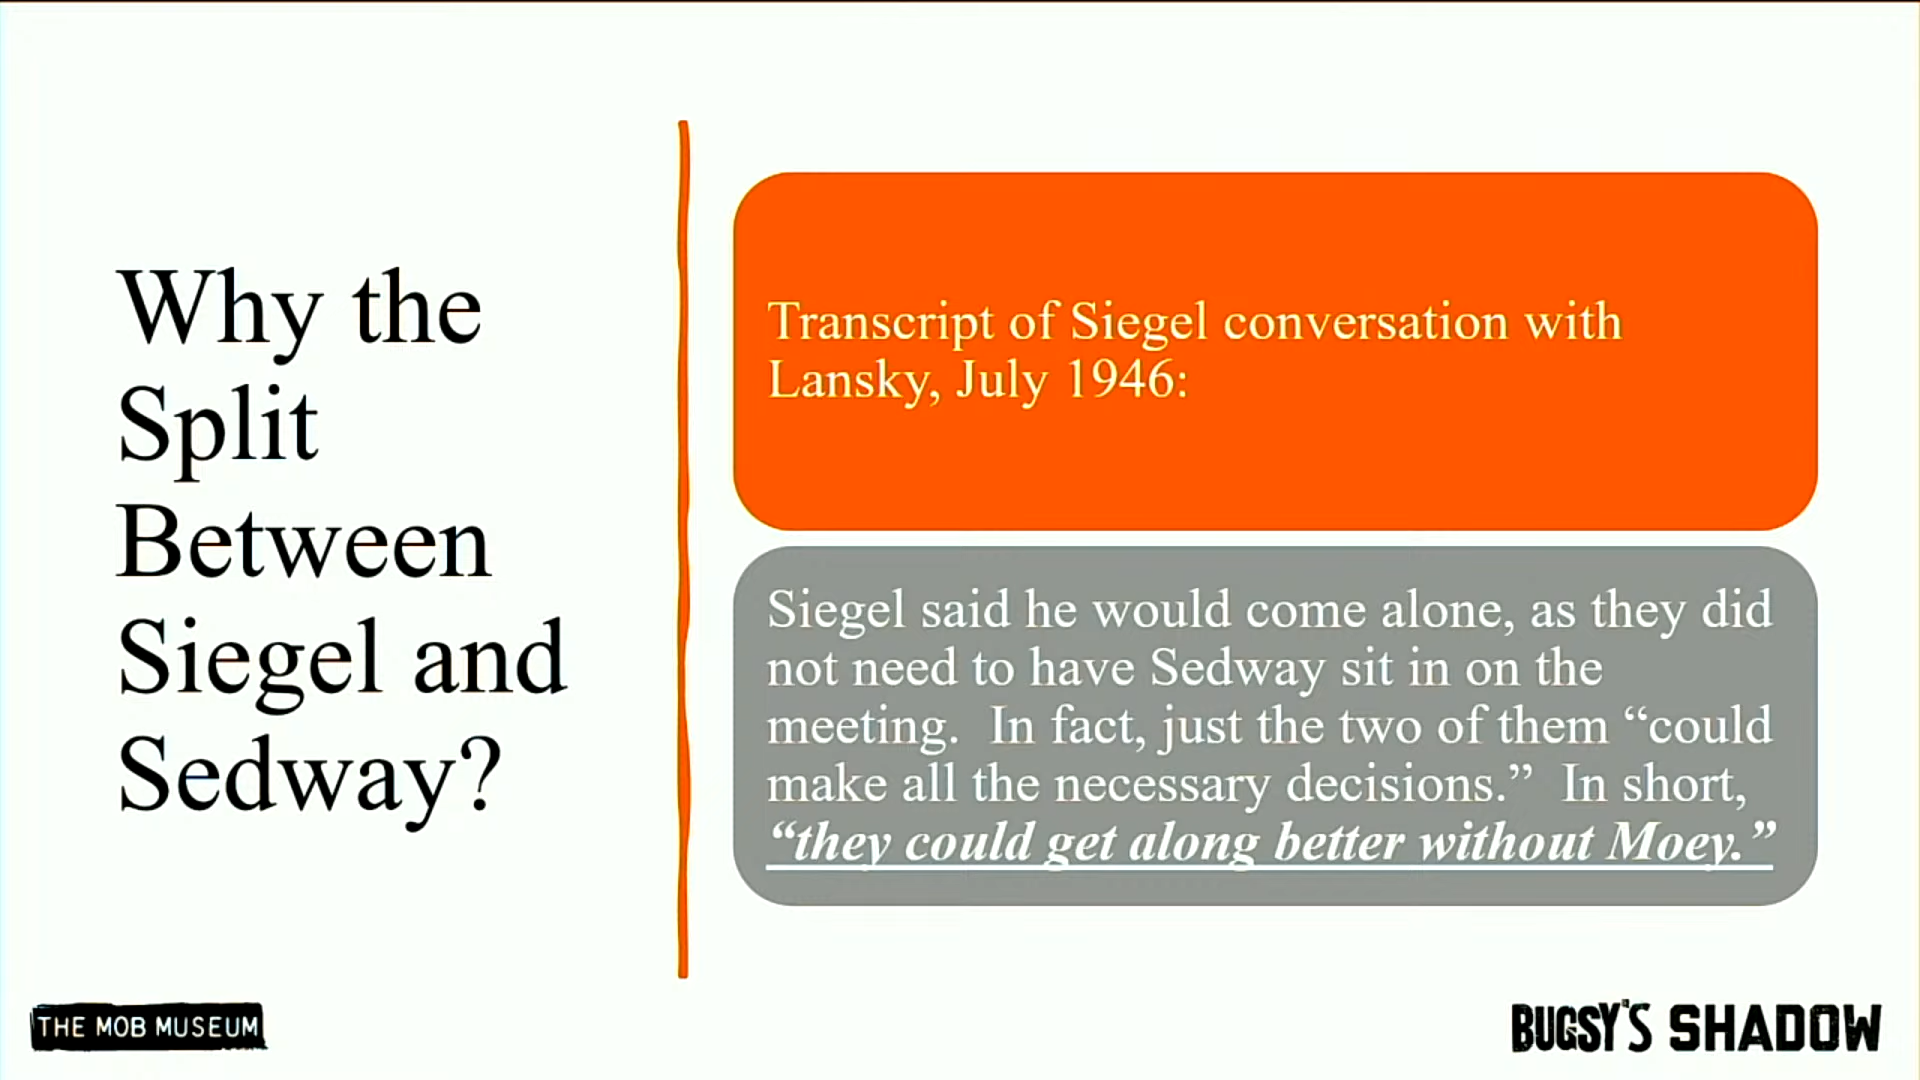 Why the
Split
Between
Siegel and
Sedway?
Transcript of Siegel conversation with
Lansky, July 1946:
Siegel said he would come alone, as they did
not need to have Sedway sit in on the
meeting.  In fact, just the two of them “could
make all the necessary decisions.”  In short,
“they could get along better without Moey.”
THE MOB MUSEUM
BUGSY'S SHADOW